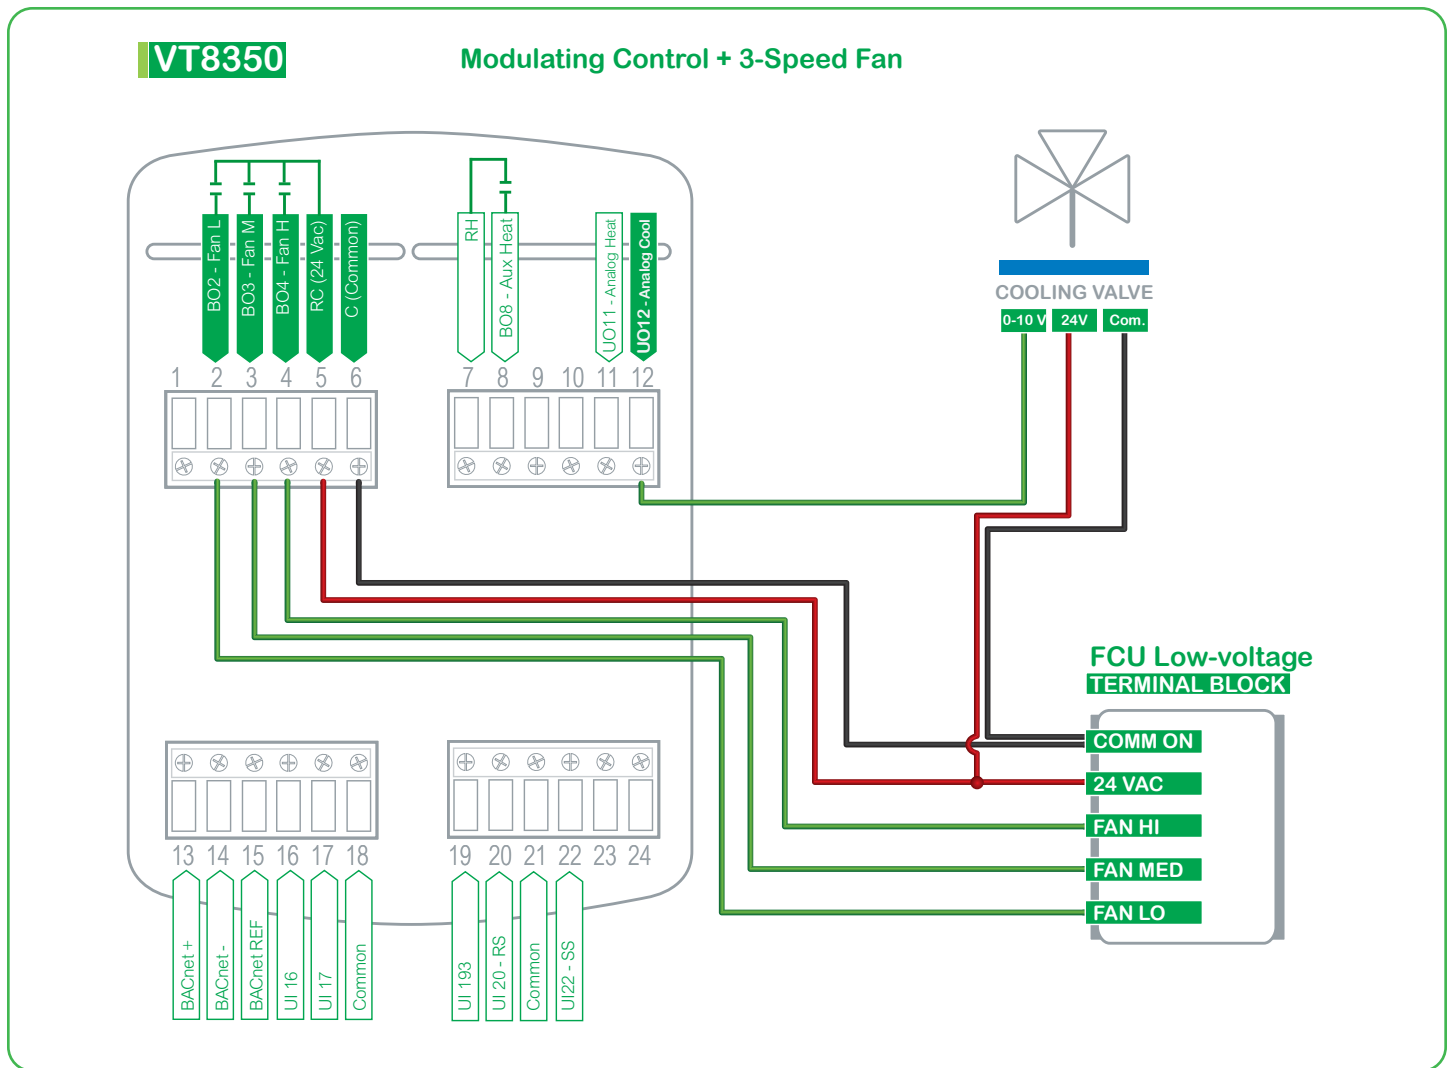 VT8350
Modulating Control + 3-Speed Fan
BO2 - Fan L
BO3 - Fan M
BO4 - Fan H
RC (24 Vac)
C (Common)
RH
BO8 - Aux Heat
UO11 - Analog Heat
UO12 - Analog Cool
1 2 3 4 5 6
7 8 9 10 11 12
COOLING VALVE
0-10 V 24V Com.
FCU Low-voltage
TERMINAL BLOCK
COMM ON
24 VAC
FAN HI
FAN MED
FAN LO
13 14 15 16 17 18
19 20 21 22 23 24
BACnet +
BACnet -
BACnet REF
UI 16
UI 17
Common
UI 193
UI 20 - RS
Common
UI22 - SS